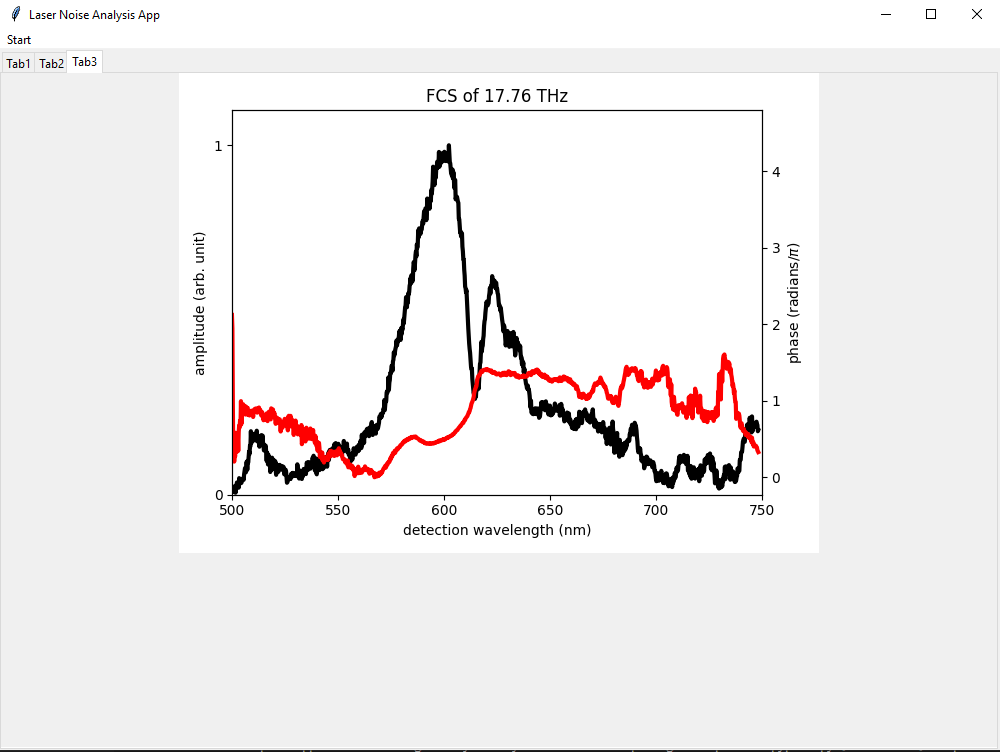 Laser Noise Analysis App
Start
Tab1 Tab2 Tab3
FCS of 17.76 THz
amplitude (arb. unit)
1
0
4
3
2
1
0
phase (radians/π)
500 550 600 650 700 750
detection wavelength (nm)